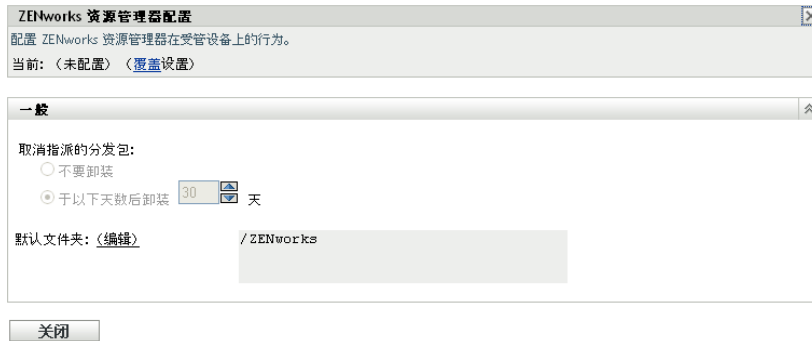 ZENworks 资源管理器配置
配置 ZENworks 资源管理器在受管设备上的行为。
当前: （未配置） （覆盖设置）
一般
取消指派的分发包:
不要卸装
于以下天数后卸装 30 天
默认文件夹: （编辑） /ZENworks
关闭